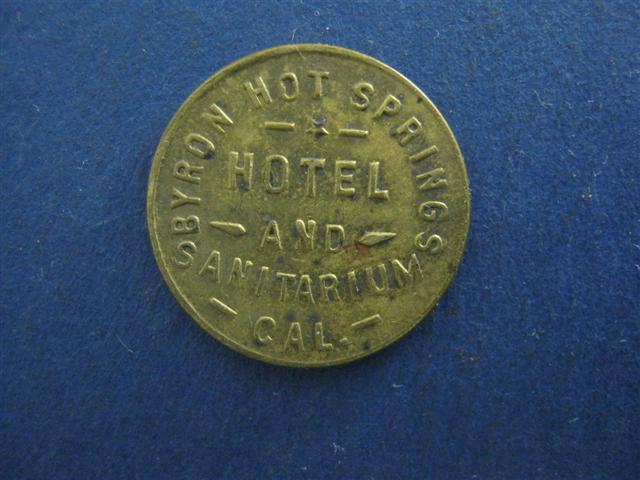 BYRON HOT SPRINGS
HOTEL
AND
SANITARIUM
CAL.